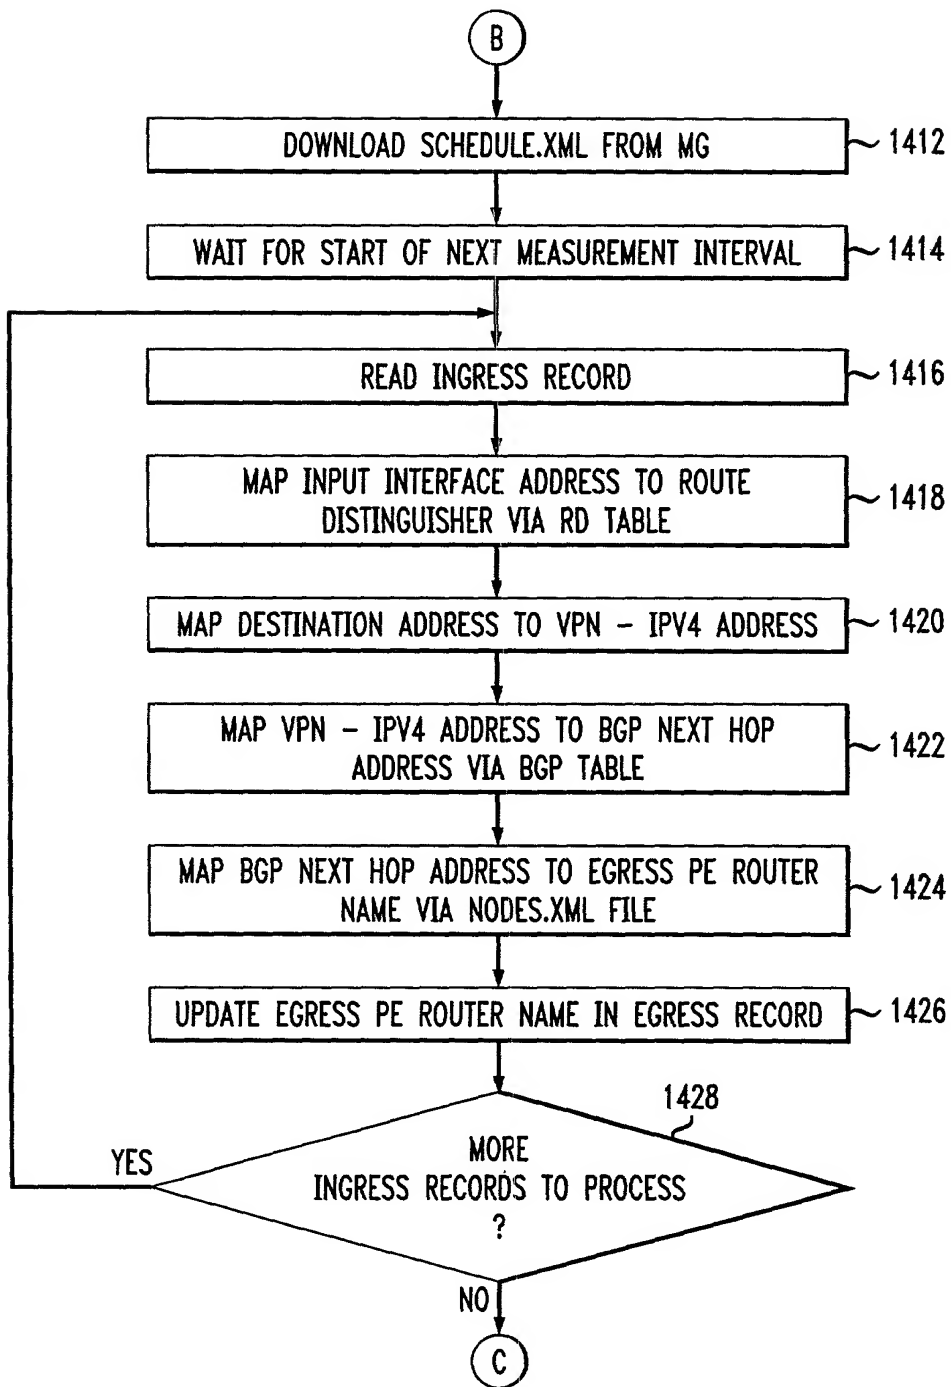 B
DOWNLOAD SCHEDULE.XML FROM MG
1412
WAIT FOR START OF NEXT MEASUREMENT INTERVAL
1414
READ INGRESS RECORD
1416
MAP INPUT INTERFACE ADDRESS TO ROUTE
DISTINGUISHER VIA RD TABLE
1418
MAP DESTINATION ADDRESS TO VPN - IPV4 ADDRESS
1420
MAP VPN - IPV4 ADDRESS TO BGP NEXT HOP
ADDRESS VIA BGP TABLE
1422
MAP BGP NEXT HOP ADDRESS TO EGRESS PE ROUTER
NAME VIA NODES.XML FILE
1424
UPDATE EGRESS PE ROUTER NAME IN EGRESS RECORD
1426
1428
YES
MORE
INGRESS RECORDS TO PROCESS
?
NO
C